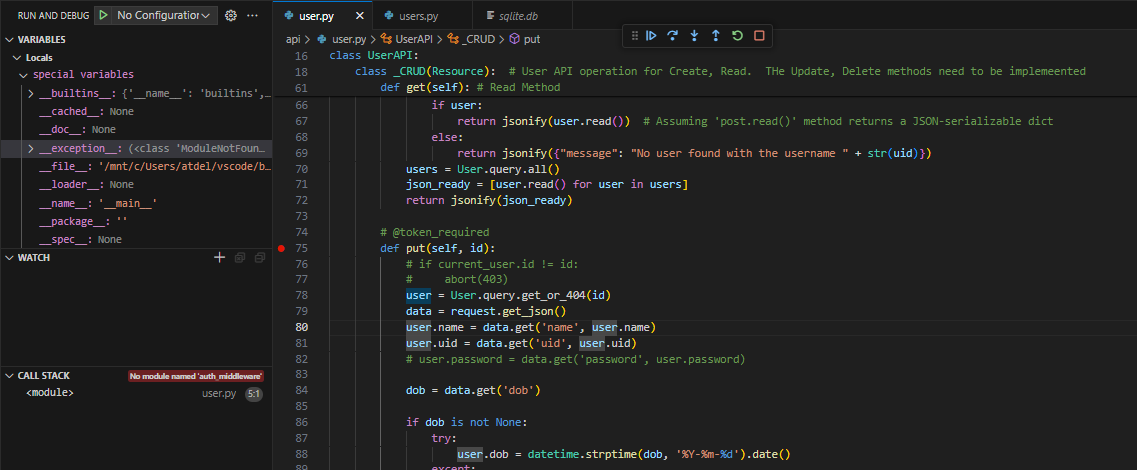 RUN AND DEBUG No Configuration
VARIABLES
Locals
special variables
__builtins__: {'__name__': 'builtins',…
__cached__: None
__doc__: None
__exception__: (<class 'ModuleNotFoun…
__file__: '/mnt/c/Users/atdel/vscode/b…
__loader__: None
__name__: '__main__'
__package__: ''
__spec__: None
WATCH
CALL STACK No module named 'auth_middleware'
<module> user.py 5:1
user.py users.py sqlite.db
api > user.py > UserAPI > _CRUD > put
16 class UserAPI:
18 class _CRUD(Resource):  # User API operation for Create, Read.  THe Update, Delete methods need to be implemeented
61 def get(self): # Read Method
66 if user:
67 return jsonify(user.read())  # Assuming 'post.read()' method returns a JSON-serializable dict
68 else:
69 return jsonify({"message": "No user found with the username " + str(uid)})
70 users = User.query.all()
71 json_ready = [user.read() for user in users]
72 return jsonify(json_ready)
73
74 # @token_required
75 def put(self, id):
76 # if current_user.id != id:
77 #     abort(403)
78 user = User.query.get_or_404(id)
79 data = request.get_json()
80 user.name = data.get('name', user.name)
81 user.uid = data.get('uid', user.uid)
82 # user.password = data.get('password', user.password)
83
84 dob = data.get('dob')
85
86 if dob is not None:
87 try:
88 user.dob = datetime.strptime(dob, '%Y-%m-%d').date()
89 except: